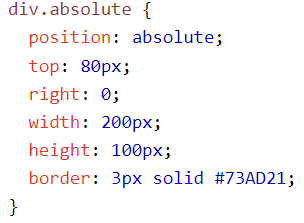 div.absolute {
  position: absolute;
  top: 80px;
  right: 0;
  width: 200px;
  height: 100px;
  border: 3px solid #73AD21;
}